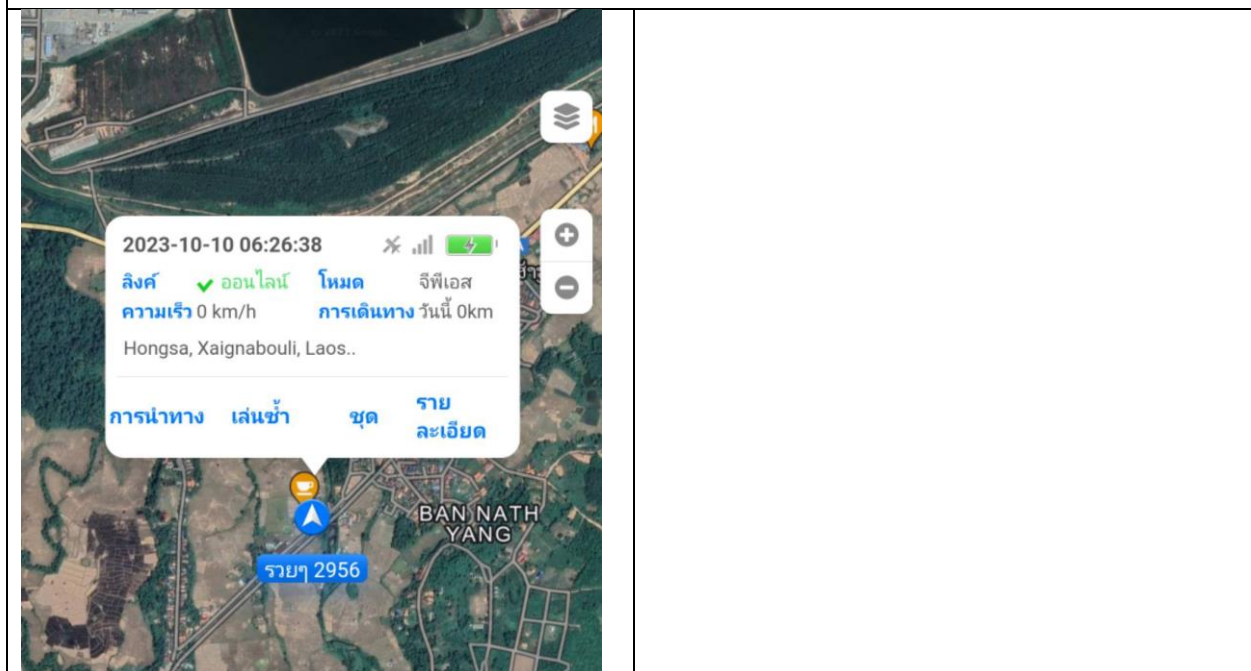 2023-10-10 06:26:38
ลิงค์ ออนไลน์ โหมด จีพีเอส
ความเร็ว 0 km/h การเดินทาง วันนี้ 0km
Hongsa, Xaignabouli, Laos..
การนำทาง เล่นซ้ำ ชุด ราย
ละเอียด
BAN NATH
YANG
รวยๆ 2956